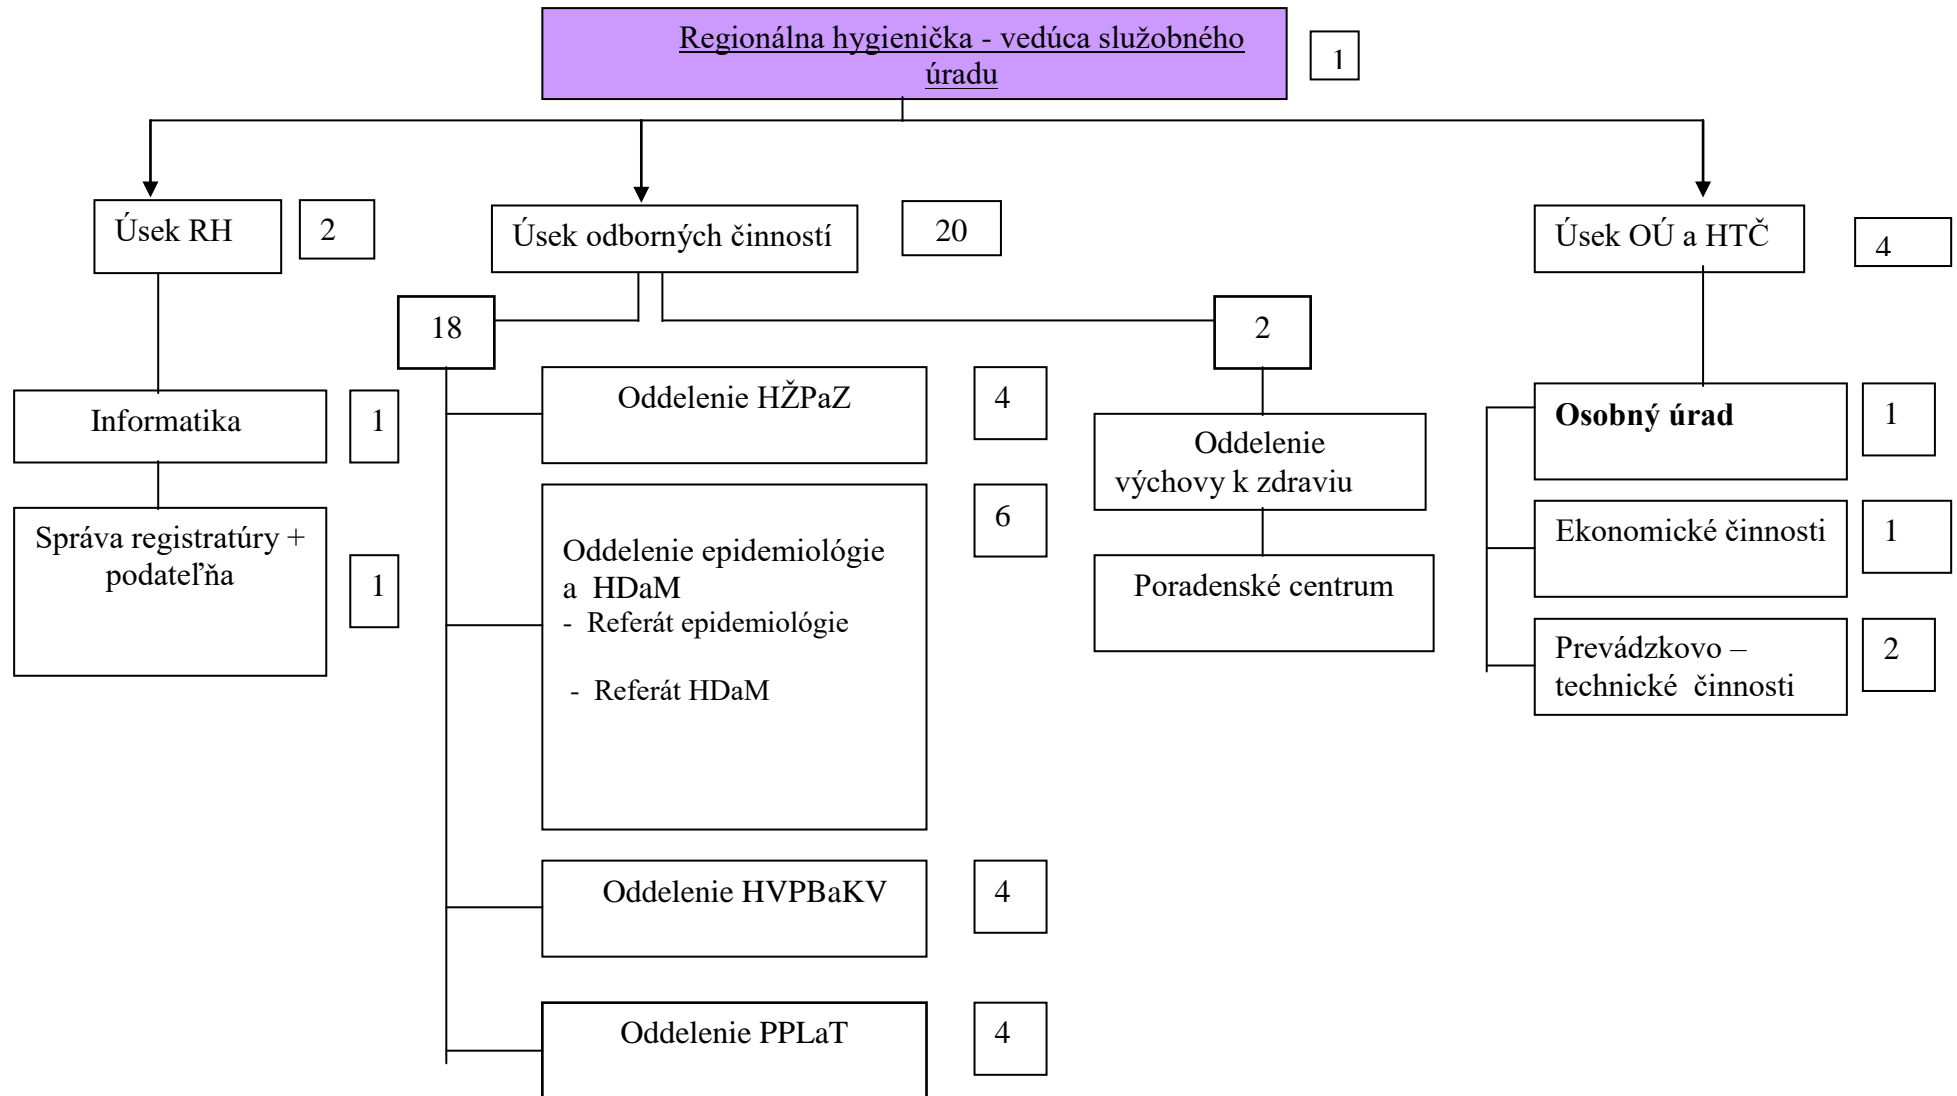 Regionálna hygienička - vedúca služobného
úradu
1
Úsek RH
2
Úsek odborných činností
20
Úsek OÚ a HTČ
4
18
2
Informatika
1
Správa registratúry +
podateľňa
1
Oddelenie HŽPaZ
4
Oddelenie epidemiológie
a HDaM
- Referát epidemiológie
- Referát HDaM
6
Oddelenie HVPBaKV
4
Oddelenie PPLaT
4
Oddelenie
výchovy k zdraviu
Poradenské centrum
Osobný úrad
1
Ekonomické činnosti
1
Prevádzkovo –
technické činnosti
2